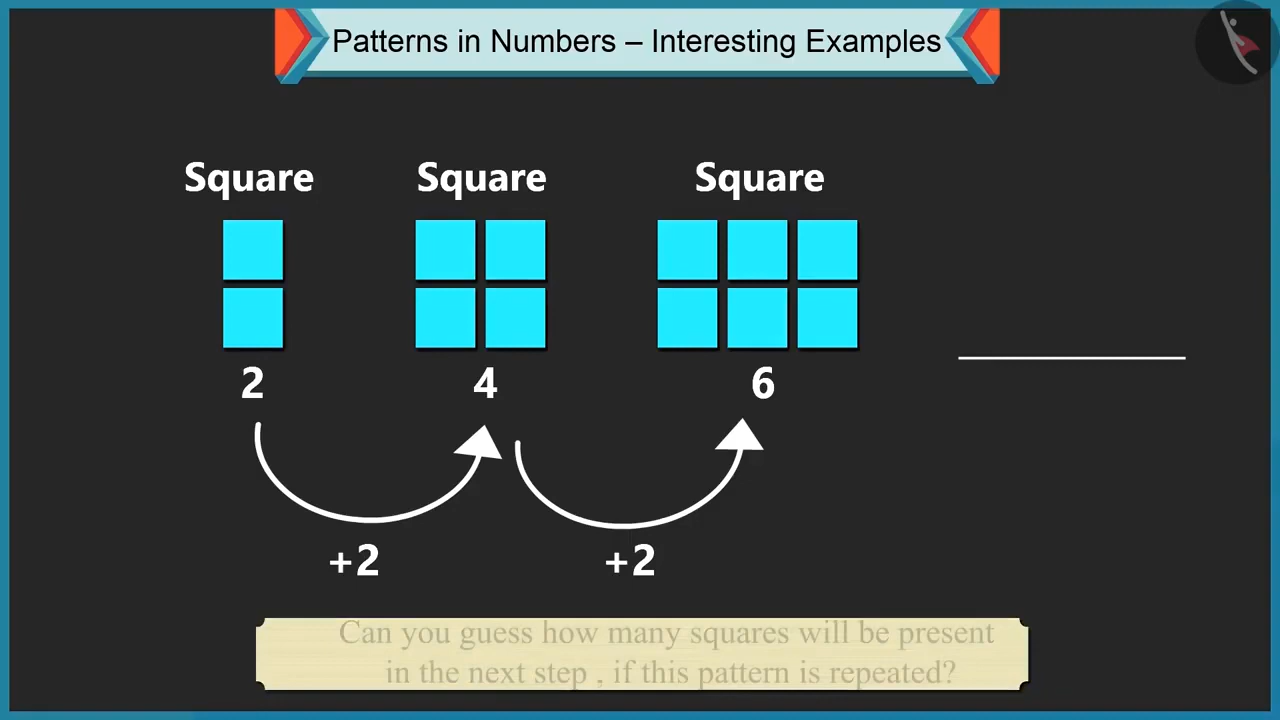 Patterns in Numbers – Interesting Examples
Square Square Square
2 4 6
+2 +2
Can you guess how many squares will be present
in the next step , if this pattern is repeated?